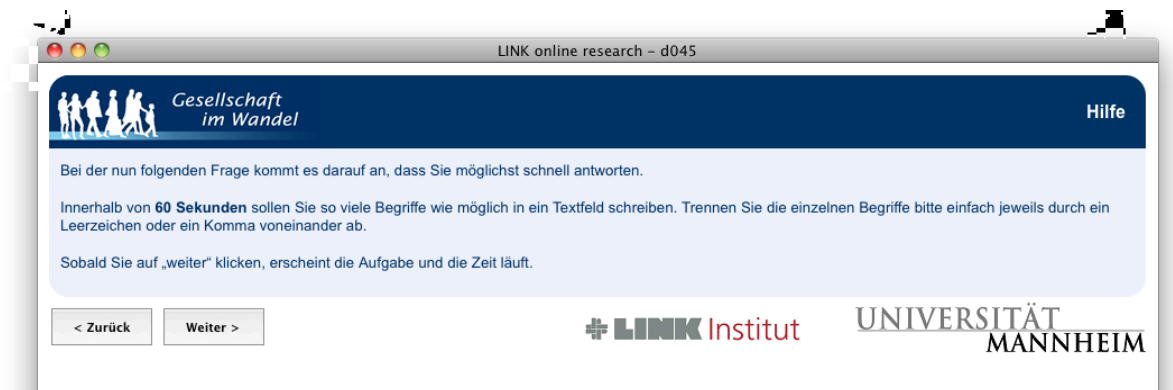 LINK online research – d045
Gesellschaft
im Wandel
Hilfe
Bei der nun folgenden Frage kommt es darauf an, dass Sie möglichst schnell antworten.
Innerhalb von 60 Sekunden sollen Sie so viele Begriffe wie möglich in ein Textfeld schreiben. Trennen Sie die einzelnen Begriffe bitte einfach jeweils durch ein
Leerzeichen oder ein Komma voneinander ab.
Sobald Sie auf „weiter“ klicken, erscheint die Aufgabe und die Zeit läuft.
< Zurück Weiter >
LINK Institut
UNIVERSITÄT
MANNHEIM